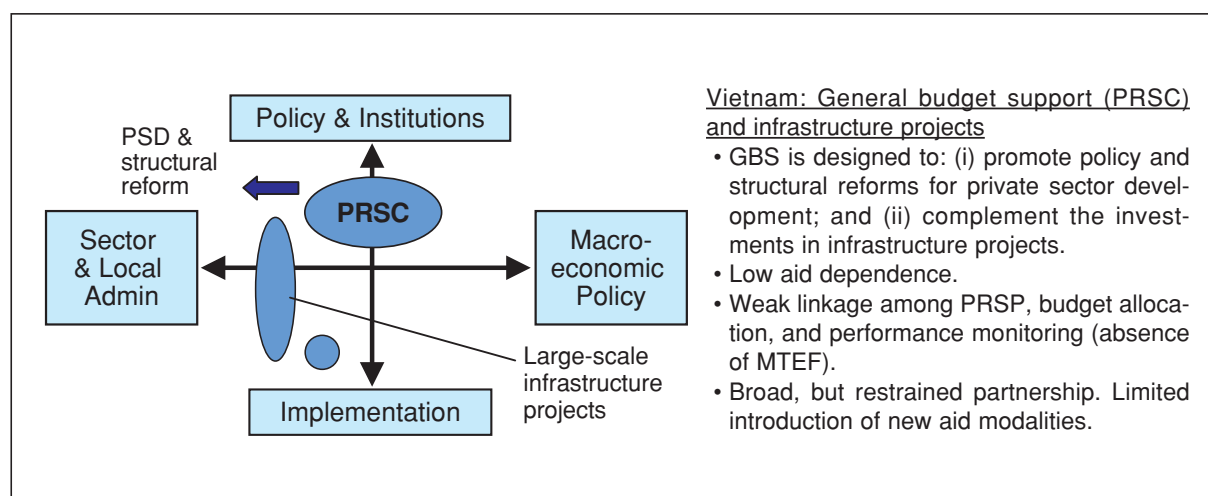 Policy & Institutions
PSD &
structural
reform
PRSC
Sector
& Local
Admin
Macro-
economic
Policy
Large-scale
infrastructure
projects
Implementation
Vietnam: General budget support (PRSC)
and infrastructure projects
• GBS is designed to: (i) promote policy and
structural reforms for private sector devel-
opment; and (ii) complement the invest-
ments in infrastructure projects.
• Low aid dependence.
• Weak linkage among PRSP, budget alloca-
tion, and performance monitoring (absence
of MTEF).
• Broad, but restrained partnership. Limited
introduction of new aid modalities.